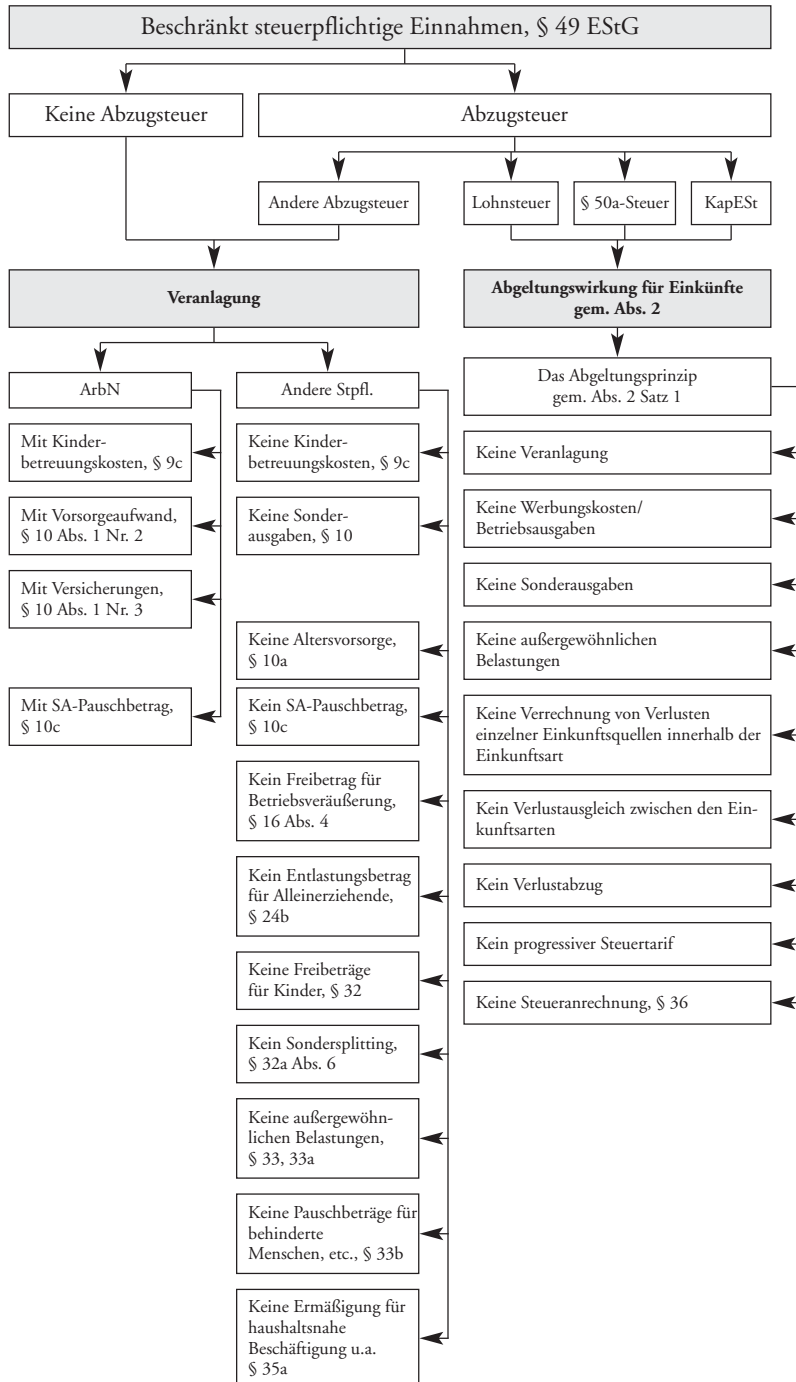 Beschränkt steuerpflichtige Einnahmen, § 49 EStG
Keine Abzugsteuer
Abzugsteuer
Andere Abzugsteuer
Lohnsteuer
§ 50a-Steuer
KapESt
Veranlagung
Abgeltungswirkung für Einkünfte
gem. Abs. 2
ArbN
Mit Kinder-
betreuungskosten, § 9c
Mit Vorsorgeaufwand,
§ 10 Abs. 1 Nr. 2
Mit Versicherungen,
§ 10 Abs. 1 Nr. 3
Mit SA-Pauschbetrag,
§ 10c
Andere Stpfl.
Keine Kinder-
betreuungskosten, § 9c
Keine Sonder-
ausgaben, § 10
Keine Altersvorsorge,
§ 10a
Kein SA-Pauschbetrag,
§ 10c
Kein Freibetrag für
Betriebsveräußerung,
§ 16 Abs. 4
Kein Entlastungsbetrag
für Alleinerziehende,
§ 24b
Keine Freibeträge
für Kinder, § 32
Kein Sondersplitting,
§ 32a Abs. 6
Keine außergewöhn-
lichen Belastungen,
§ 33, 33a
Keine Pauschbeträge für
behinderte
Menschen, etc., § 33b
Keine Ermäßigung für
haushaltsnahe
Beschäftigung u.a.
§ 35a
Das Abgeltungsprinzip
gem. Abs. 2 Satz 1
Keine Veranlagung
Keine Werbungskosten/
Betriebsausgaben
Keine Sonderausgaben
Keine außergewöhnlichen
Belastungen
Keine Verrechnung von Verlusten
einzelner Einkunftsquellen innerhalb der
Einkunftsart
Kein Verlustausgleich zwischen den Ein-
kunftsarten
Kein Verlustabzug
Kein progressiver Steuertarif
Keine Steueranrechnung, § 36